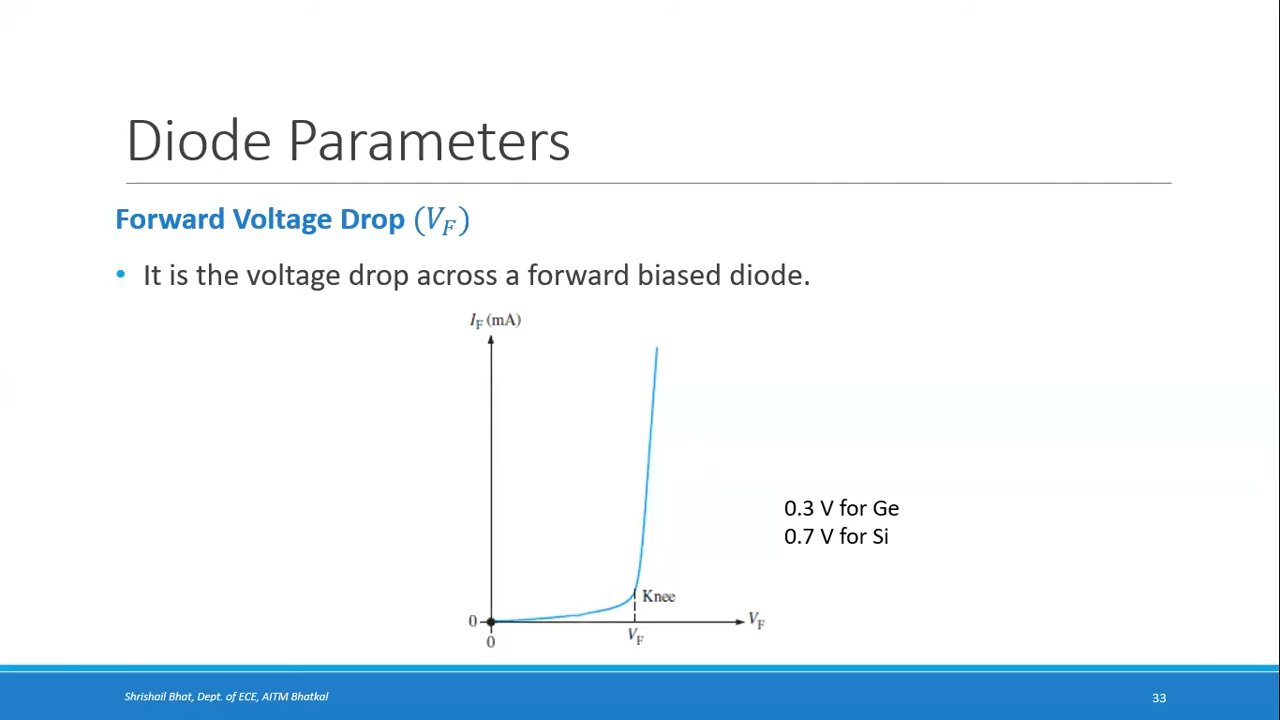 Diode Parameters
Forward Voltage Drop (V_F)
• It is the voltage drop across a forward biased diode.
I_F (mA)
0.3 V for Ge
0.7 V for Si
Knee
0
V_F
0
V_F
Shrishail Bhat, Dept. of ECE, AITM Bhatkal
33